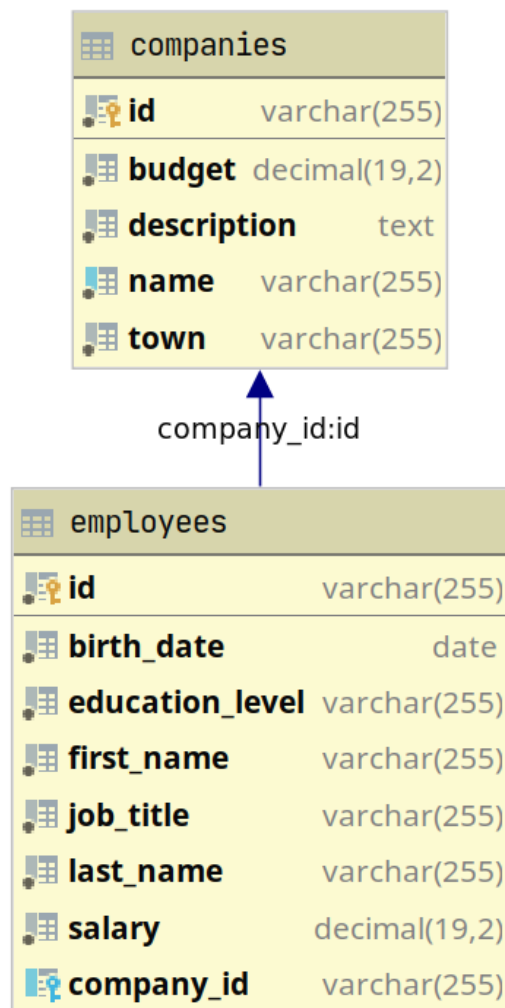 companies
id varchar(255)
budget decimal(19,2)
description text
name varchar(255)
town varchar(255)
company_id:id
employees
id varchar(255)
birth_date date
education_level varchar(255)
first_name varchar(255)
job_title varchar(255)
last_name varchar(255)
salary decimal(19,2)
company_id varchar(255)